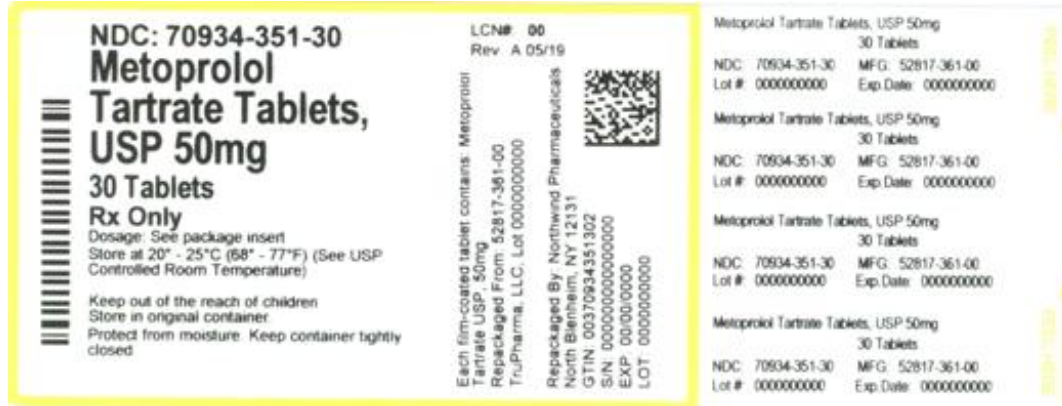 NDC: 70934-351-30
Metoprolol
Tartrate Tablets,
USP 50mg
30 Tablets
Rx Only
Dosage: See package insert
Store at 20° - 25°C (68° - 77°F) (See USP
Controlled Room Temperature)
Keep out of the reach of children
Store in original container
Protect from moisture. Keep container tightly
closed
LCN#: 00
Rev. A 05/19
Each film-coated tablet contains: Metoprolol
Tartrate USP, 50mg
Repackaged From: 52817-361-00
TruPharma, LLC, Lot 0000000000
Repackaged By: Northwind Pharmaceuticals
North Blenheim, NY 12131
GTIN: 00370934351302
S/N: 00000000000000
EXP: 00/00/0000
LOT: 0000000000
Metoprolol Tartrate Tablets, USP 50mg
30 Tablets
NDC: 70934-351-30 MFG: 52817-361-00
Lot #: 0000000000 Exp.Date: 0000000000
Metoprolol Tartrate Tablets, USP 50mg
30 Tablets
NDC: 70934-351-30 MFG: 52817-361-00
Lot #: 0000000000 Exp.Date: 0000000000
Metoprolol Tartrate Tablets, USP 50mg
30 Tablets
NDC: 70934-351-30 MFG: 52817-361-00
Lot #: 0000000000 Exp.Date: 0000000000
Metoprolol Tartrate Tablets, USP 50mg
30 Tablets
NDC: 70934-351-30 MFG: 52817-361-00
Lot #: 0000000000 Exp.Date: 0000000000